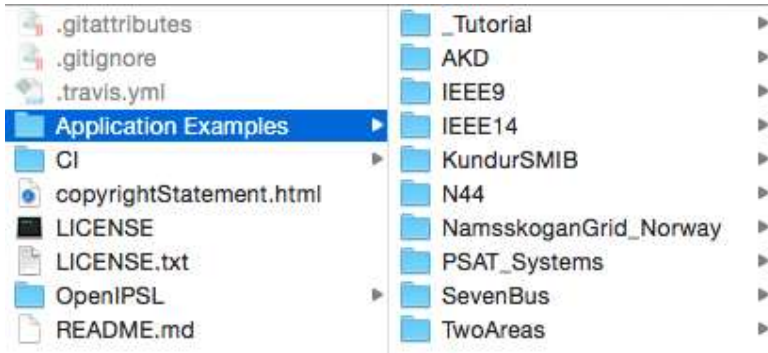 .gitattributes
.gitignore
.travis.yml
Application Examples
CI
copyrightStatement.html
LICENSE
LICENSE.txt
OpenIPSL
README.md
_Tutorial
AKD
IEEE9
IEEE14
KundurSMIB
N44
NamsskoganGrid_Norway
PSAT_Systems
SevenBus
TwoAreas